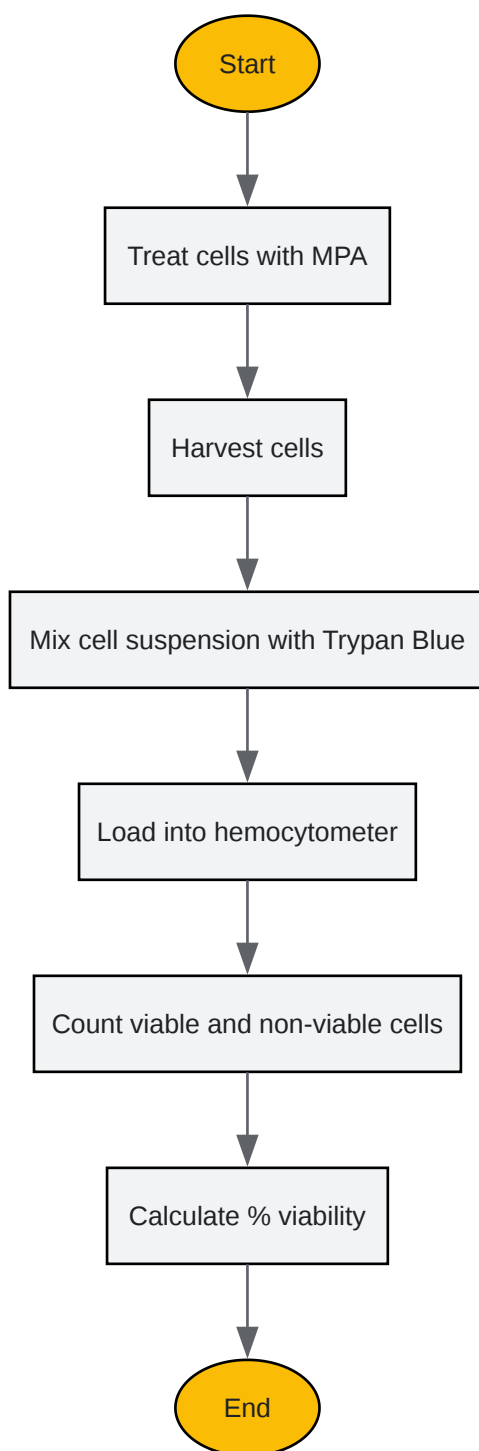 Start
Treat cells with MPA
Harvest cells
Mix cell suspension with Trypan Blue
Load into hemocytometer
Count viable and non-viable cells
Calculate % viability
End